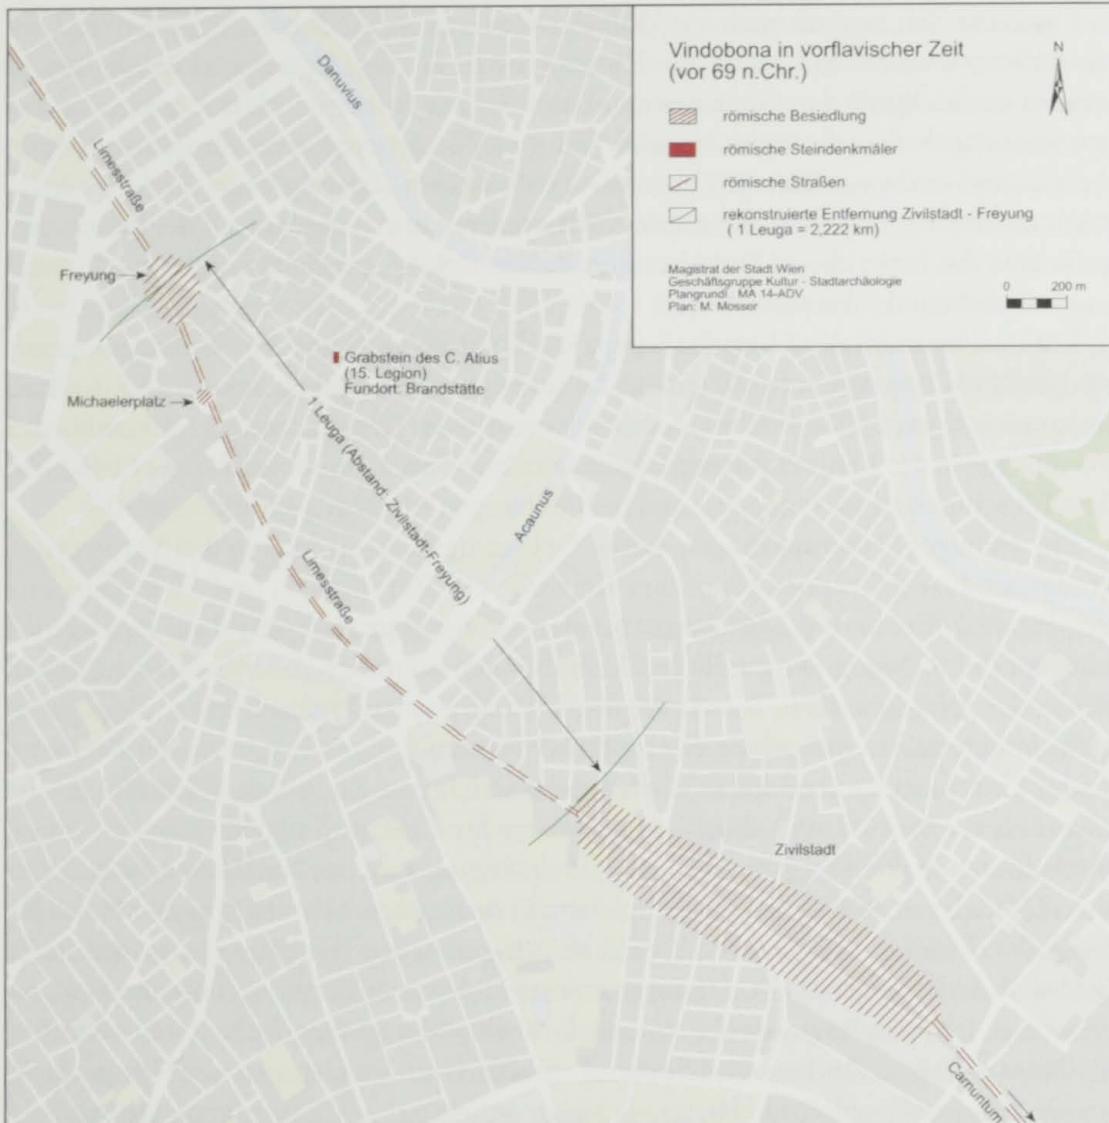 Vindobona in vorflavischer Zeit
(vor 69 n.Chr.)
N
römische Besiedlung
römische Steindenkmäler
römische Straßen
rekonstruierte Entfernung Zivilstadt - Freyung
( 1 Leuga = 2,222 km)
Magistrat der Stadt Wien
Geschäftsgruppe Kultur - Stadtarchäologie
Plangrundl. MA 14-ADV
Plan: M. Mosser
0 200 m
Danuvius
Limesstraße
Freyung
Grabstein des C. Atius
(15. Legion)
Fundort. Brandstätte
Michaelerplatz
1 Leuga (Abstand: Zivilstadt-Freyung)
Acaunus
Limesstraße
Zivilstadt
Carnuntum